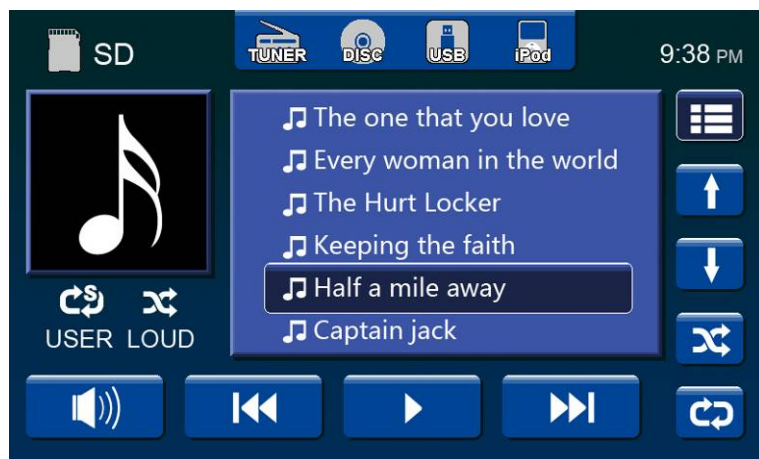 SD
TUNER DISC USB iPod
9:38 PM
The one that you love
Every woman in the world
The Hurt Locker
Keeping the faith
Half a mile away
Captain jack
S
USER LOUD